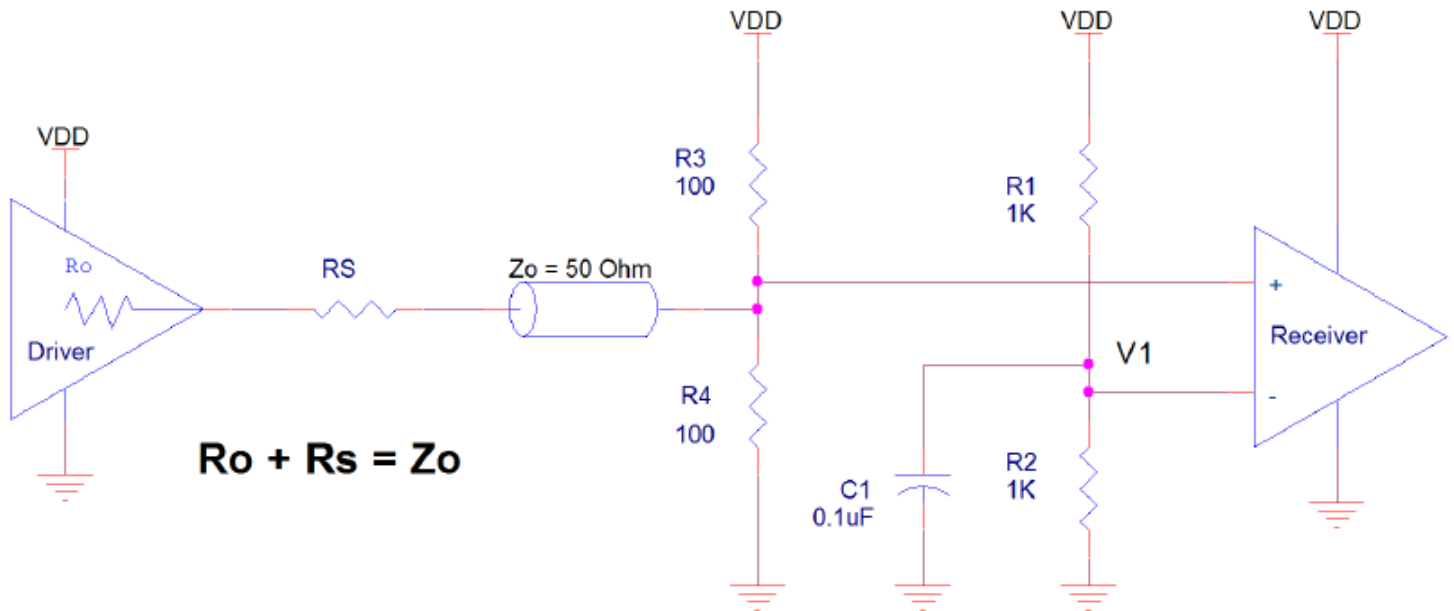 VDD
VDD
VDD
VDD
R3
100
R1
1K
Ro
RS
Zo = 50 Ohm
+
Driver
Receiver
V1
R4
100
-
Ro + Rs = Zo
C1
0.1uF
R2
1K